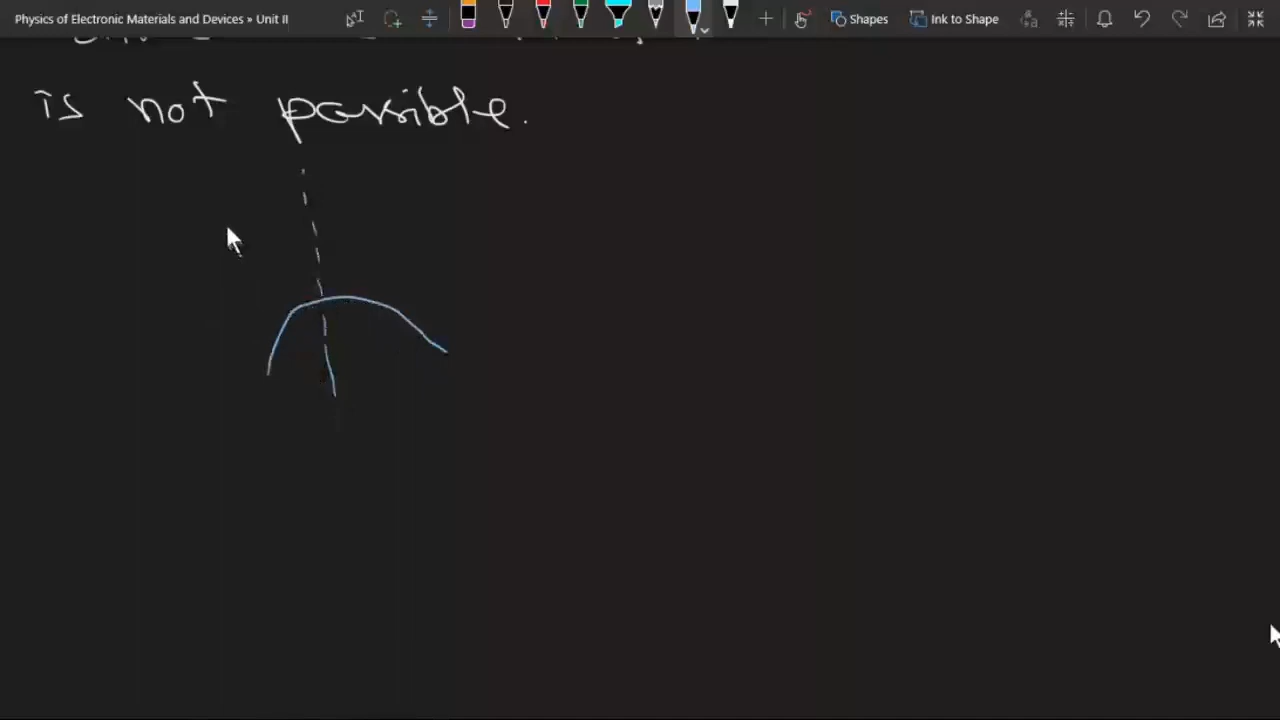 Physics of Electronic Materials and Devices » Unit II
Shapes
Ink to Shape
is not possible.